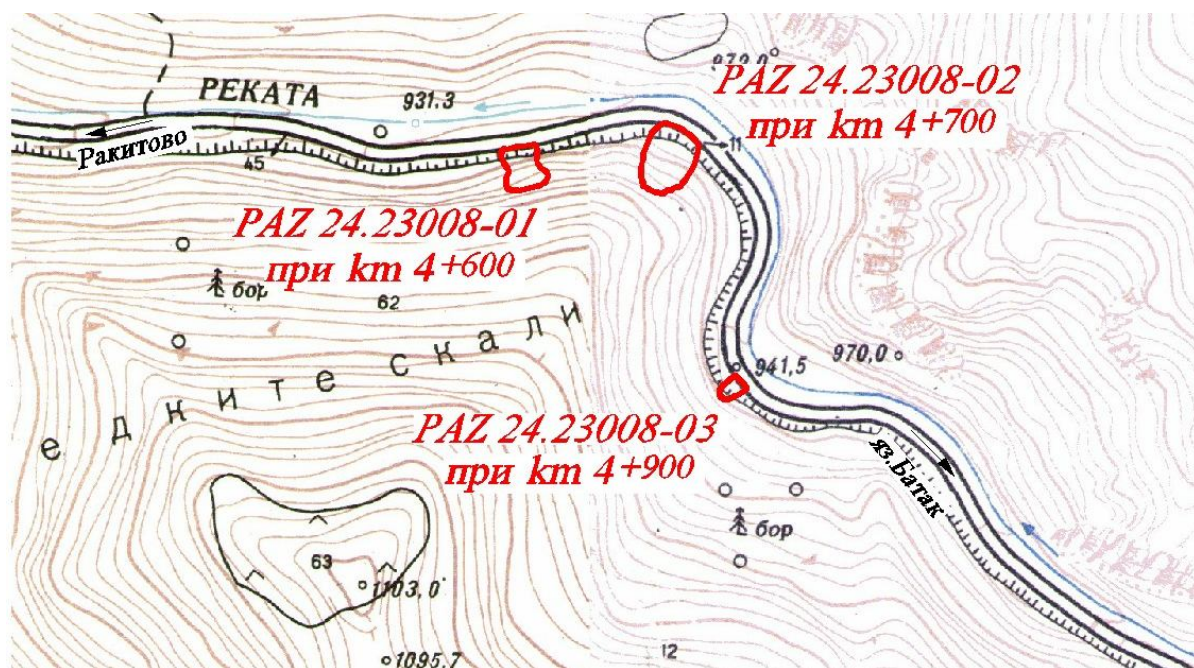 РЕКАТА
931.3
979.0
PAZ 24.23008-02
при km 4+700
Ракитово
45
11
PAZ 24.23008-01
при km 4+600
бор
62
едките скали
970,0
941,5
PAZ 24.23008-03
при km 4+900
яз.Батак
бор
63
1103,0
1095,7
12